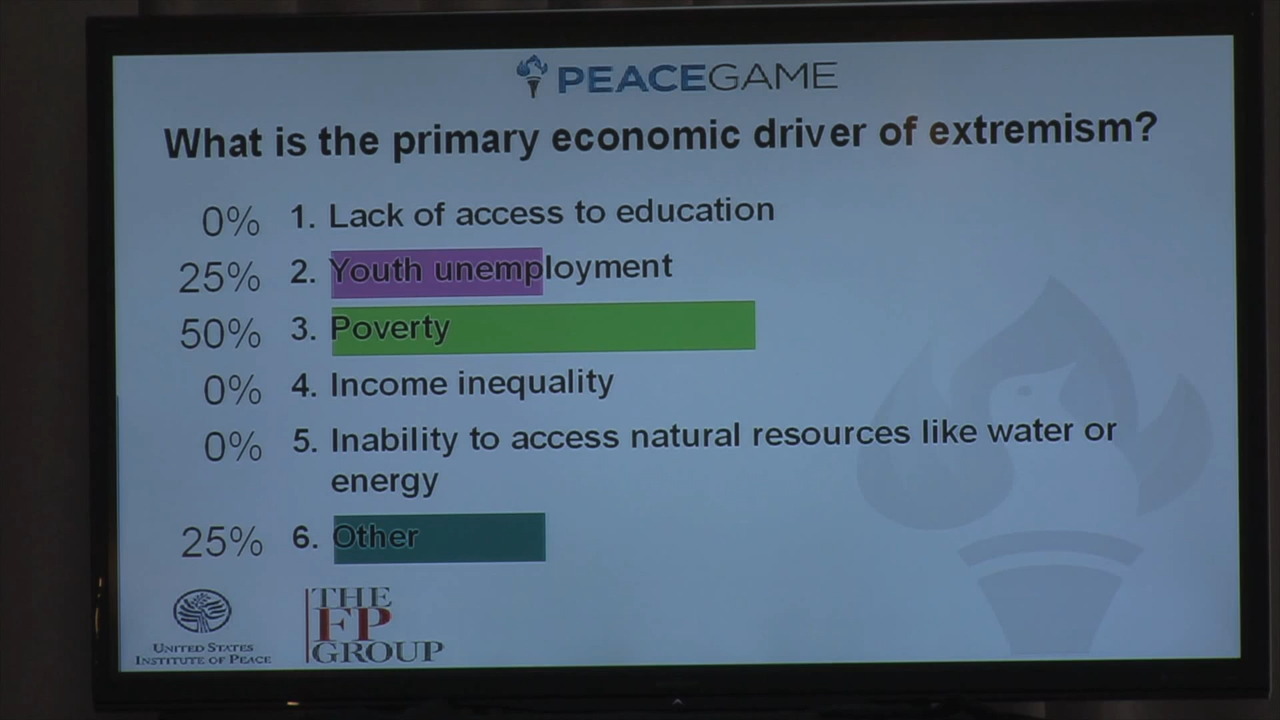 PEACEGAME
What is the primary economic driver of extremism?
0% 1. Lack of access to education
25% 2. Youth unemployment
50% 3. Poverty
0% 4. Income inequality
0% 5. Inability to access natural resources like water or
energy
25% 6. Other
UNITED STATES
INSTITUTE OF PEACE
THE
FP
GROUP